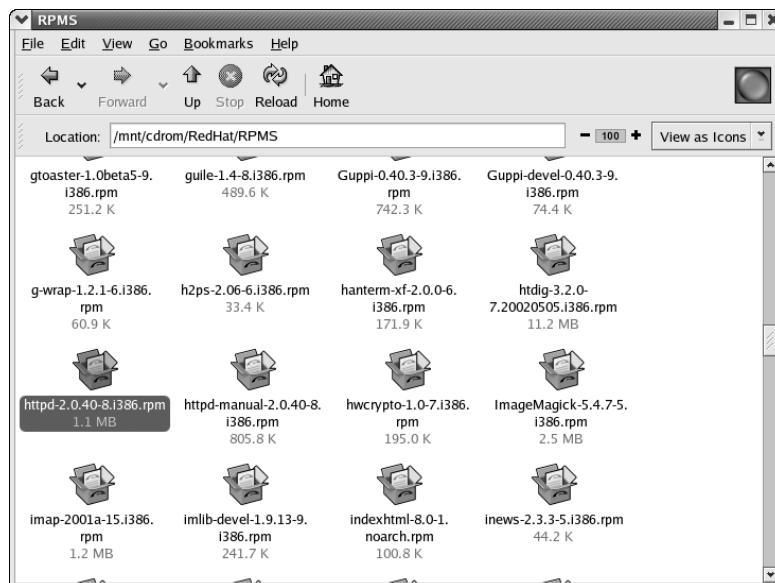 RPMS
File Edit View Go Bookmarks Help
Back Forward Up Stop Reload Home
Location: /mnt/cdrom/RedHat/RPMS 100 View as Icons
gtoaster-1.0beta5-9. guile-1.4-8.i386.rpm Guppi-0.40.3-9.i386. Guppi-devel-0.40.3-9.
i386.rpm 489.6 K rpm i386.rpm
251.2 K 742.3 K 74.4 K
g-wrap-1.2.1-6.i386. h2ps-2.06-6.i386.rpm hanterm-xf-2.0.0-6. htdig-3.2.0-
rpm 33.4 K i386.rpm 7.20020505.i386.rpm
60.9 K 171.9 K 11.2 MB
httpd-2.0.40-8.i386.rpm httpd-manual-2.0.40-8. hwcrypto-1.0-7.i386. ImageMagick-5.4.7-5.
1.1 MB i386.rpm rpm i386.rpm
805.8 K 195.0 K 2.5 MB
imap-2001a-15.i386. imlib-devel-1.9.13-9. indexhtml-8.0-1. inews-2.3.3-5.i386.rpm
rpm i386.rpm noarch.rpm 44.2 K
1.2 MB 241.7 K 100.8 K